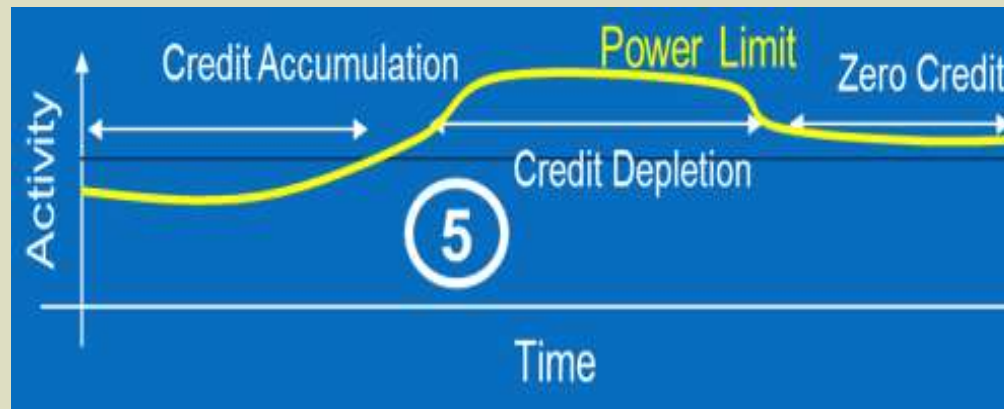 Power Limit
Credit Accumulation
Zero Credit
Credit Depletion
Activity
5
Time